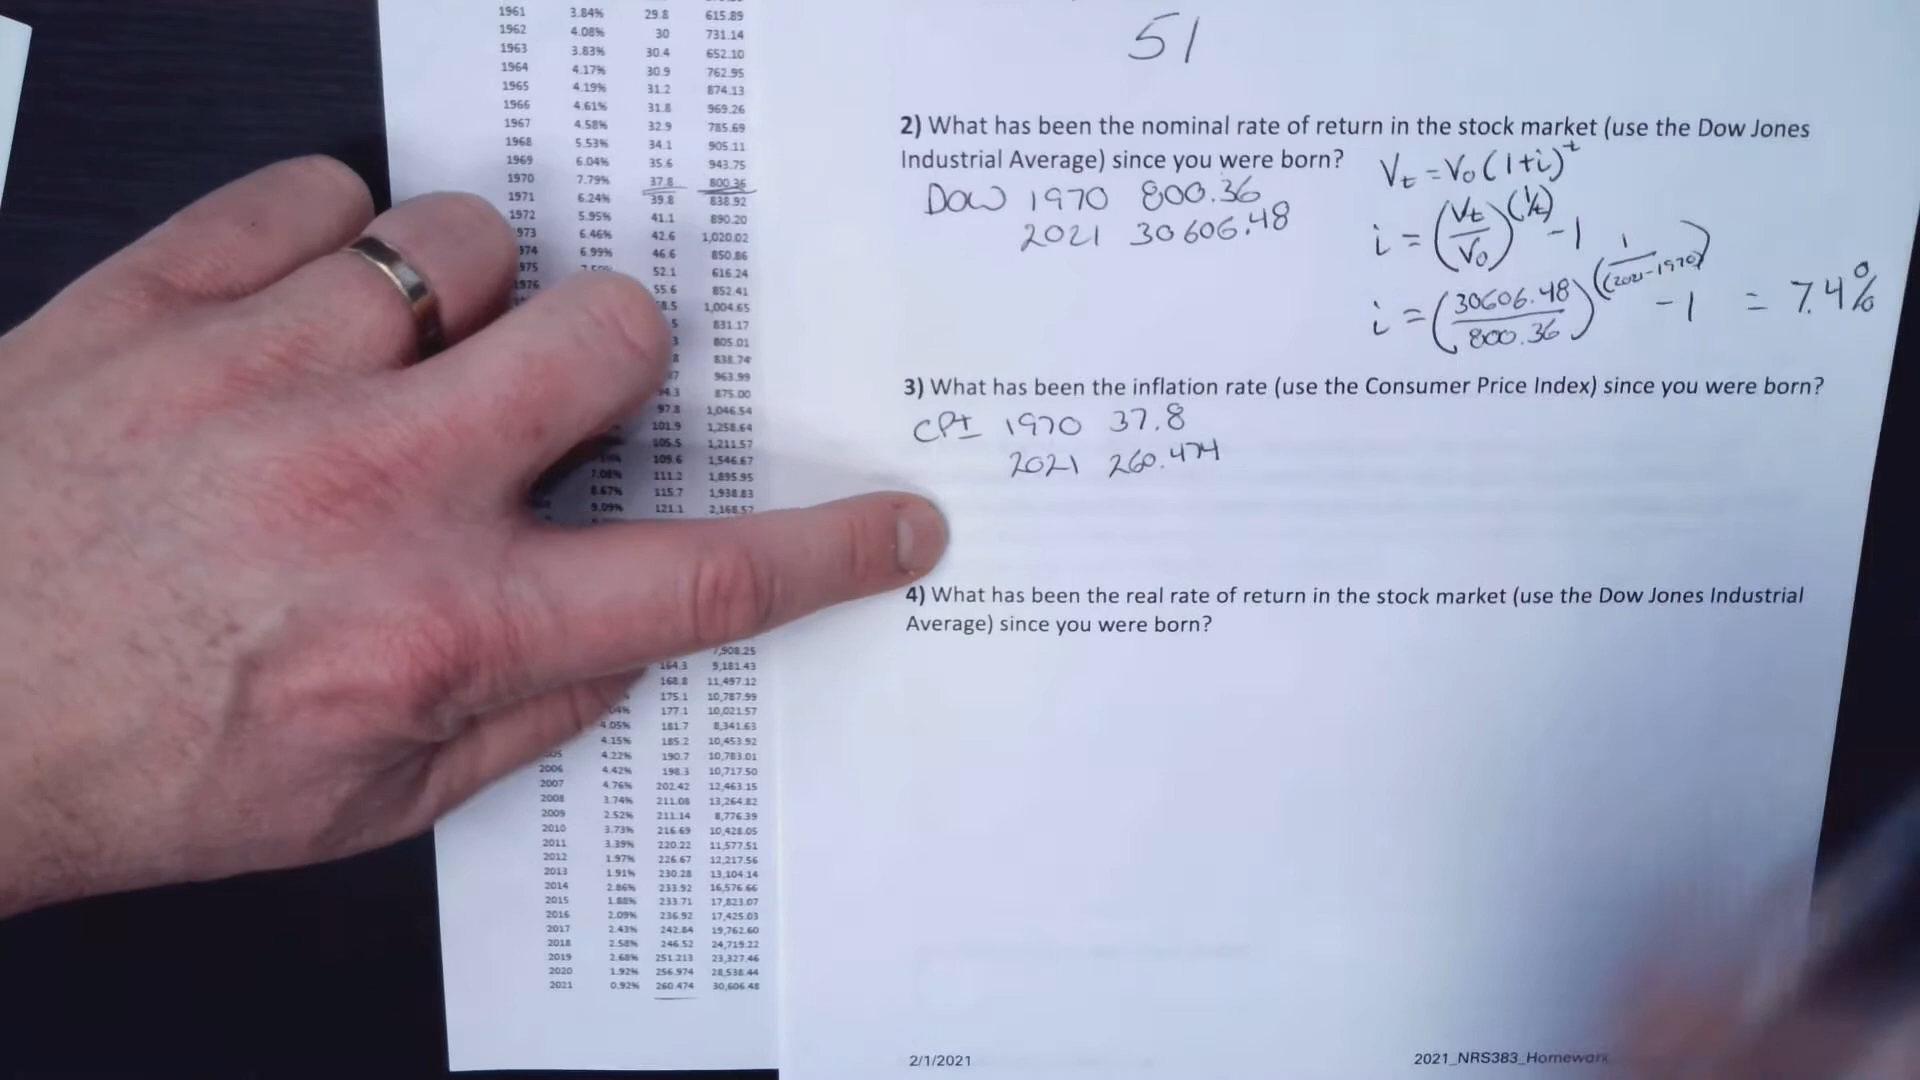 1961 3.84% 29.8 615.89
1962 4.08% 30 731.14
1963 3.83% 30.4 652.10
1964 4.17% 30.9 762.95
1965 4.19% 31.2 874.13
1966 4.61% 31.8 969.26
1967 4.58% 32.9 785.69
1968 5.53% 34.1 905.11
1969 6.04% 35.6 943.75
1970 7.79% 37.8 800.36
1971 6.24% 39.8 838.92
1972 5.95% 41.1 890.20
973 6.46% 42.6 1,020.02
974 6.99% 46.6 850.86
975 52.1 616.24
1976 55.6 852.41
8.5 1,004.65
5 831.17
3 805.01
8 838.74
7 963.99
4.3 875.00
97.8 1,046.54
101.9 1,258.64
105.5 1,211.57
109.6 1,546.67
7.08% 111.2 1,895.95
8.67% 115.7 1,938.83
9.09% 121.1 2,168.57
7,908.25
164.3 9,181.43
168.8 11,497.12
175.1 10,787.99
04% 177.1 10,021.57
4.05% 181.7 8,341.63
4.15% 185.2 10,453.92
005 4.22% 190.7 10,783.01
2006 4.42% 198.3 10,717.50
2007 4.76% 202.42 12,463.15
2008 3.74% 211.08 13,264.82
2009 2.52% 211.14 8,776.39
2010 3.73% 216.69 10,428.05
2011 3.39% 220.22 11,577.51
2012 1.97% 226.67 12,217.56
2013 1.91% 230.28 13,104.14
2014 2.86% 233.92 16,576.66
2015 1.88% 233.71 17,823.07
2016 2.09% 236.92 17,425.03
2017 2.43% 242.84 19,762.60
2018 2.58% 246.52 24,719.22
2019 2.68% 251.213 23,327.46
2020 1.92% 256.974 28,538.44
2021 0.92% 260.474 30,606.48
51
2) What has been the nominal rate of return in the stock market (use the Dow Jones
Industrial Average) since you were born?
Vt = V0 (1+i)^t
DOW 1970 800.36
2021 30606.48
i = (Vt/V0)^(1/t) - 1
i = (30606.48/800.36)^(1/(2021-1970)) - 1 = 7.4%
3) What has been the inflation rate (use the Consumer Price Index) since you were born?
CPI 1970 37.8
2021 260.474
4) What has been the real rate of return in the stock market (use the Dow Jones Industrial
Average) since you were born?
2/1/2021 2021_NRS383_Homework